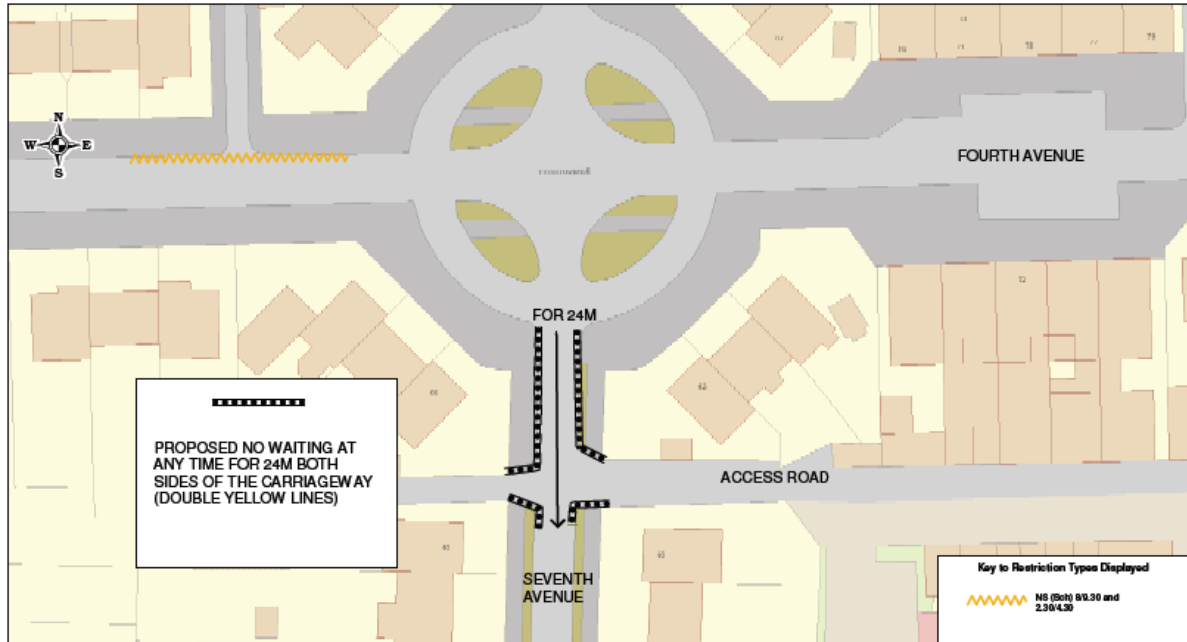 N
W E
S
FOURTH AVENUE
FOR 24M
PROPOSED NO WAITING AT
ANY TIME FOR 24M BOTH
SIDES OF THE CARRIAGEWAY
(DOUBLE YELLOW LINES)
ACCESS ROAD
SEVENTH
AVENUE
Key to Restriction Types Displayed
NS (Sch) 8/9.30 and
2.30/4.30